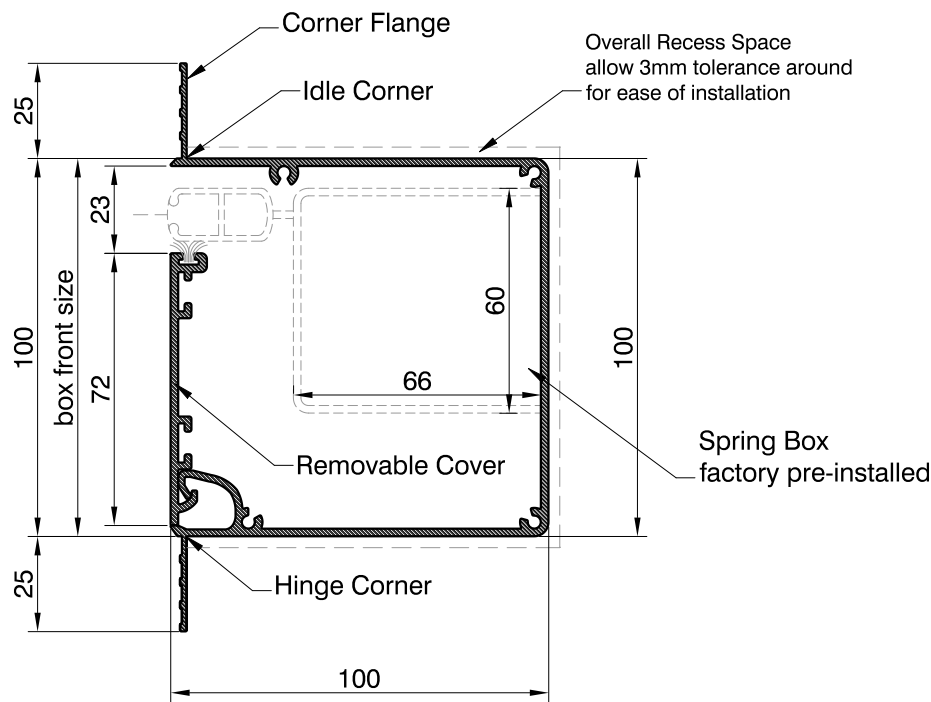 Corner Flange
Overall Recess Space
allow 3mm tolerance around
for ease of installation
Idle Corner
25
23
100
box front size
72
60
66
100
Spring Box
factory pre-installed
Removable Cover
Hinge Corner
25
100